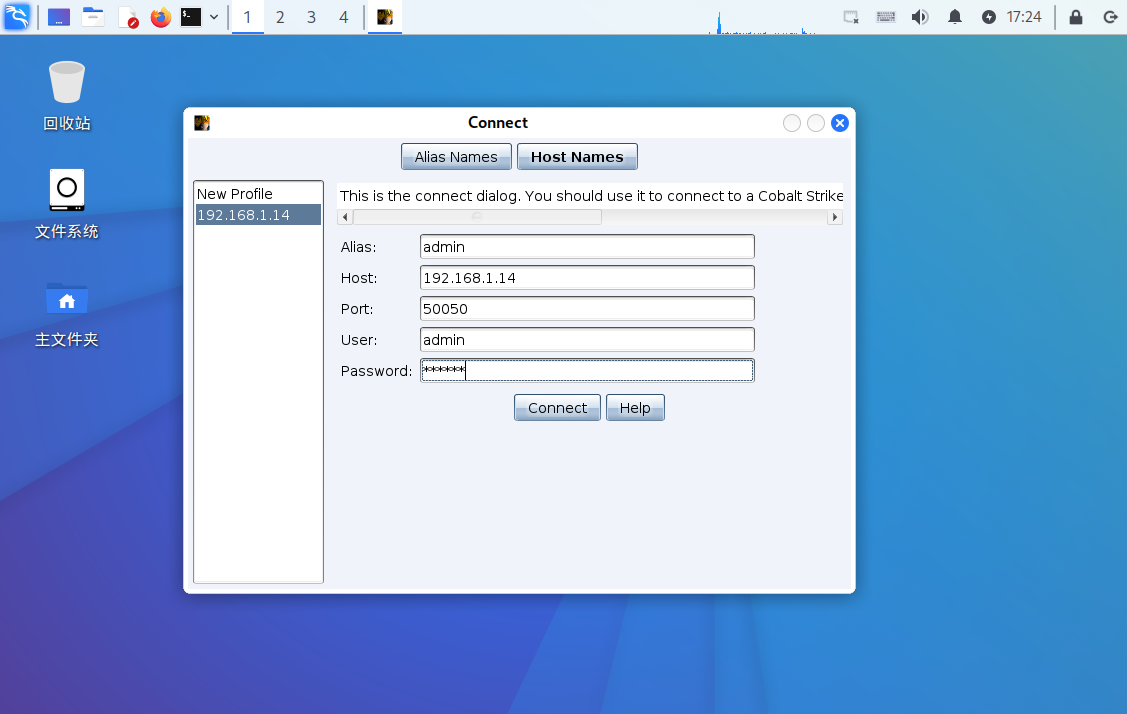 1 2 3 4
17:24
回收站
文件系统
主文件夹
Connect
Alias Names Host Names
New Profile
192.168.1.14
This is the connect dialog. You should use it to connect to a Cobalt Strike
Alias: admin
Host: 192.168.1.14
Port: 50050
User: admin
Password: ******
Connect Help